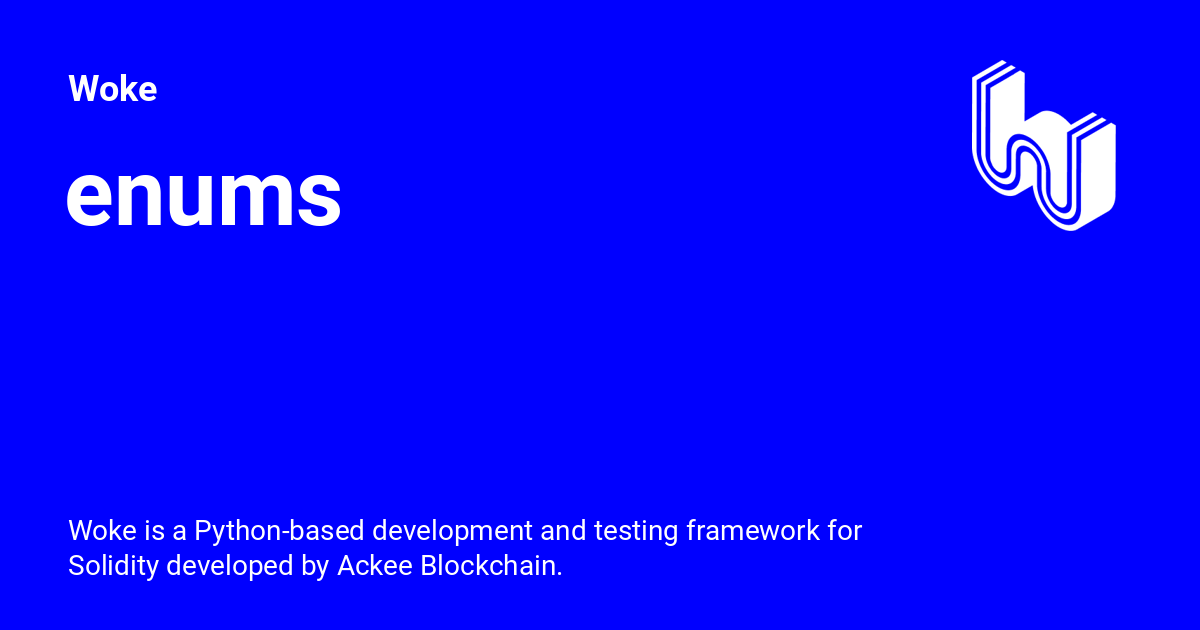 Woke
enums
Woke is a Python-based development and testing framework for
Solidity developed by Ackee Blockchain.